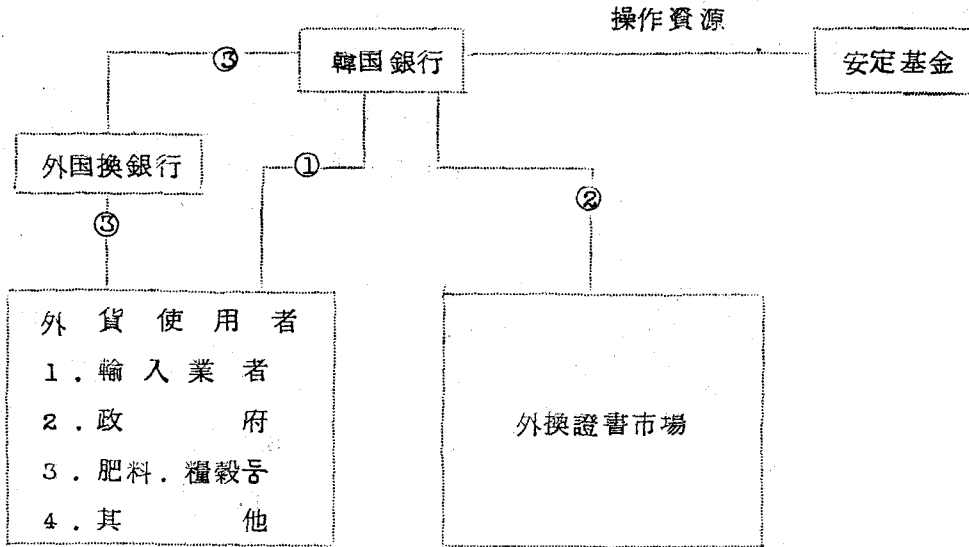 操作資源
韓国銀行
安定基金
③
外国換銀行
①
②
③
外貨使用者
1．輸入業者
2．政府
3．肥料．糧穀등
4．其他
外換證書市場